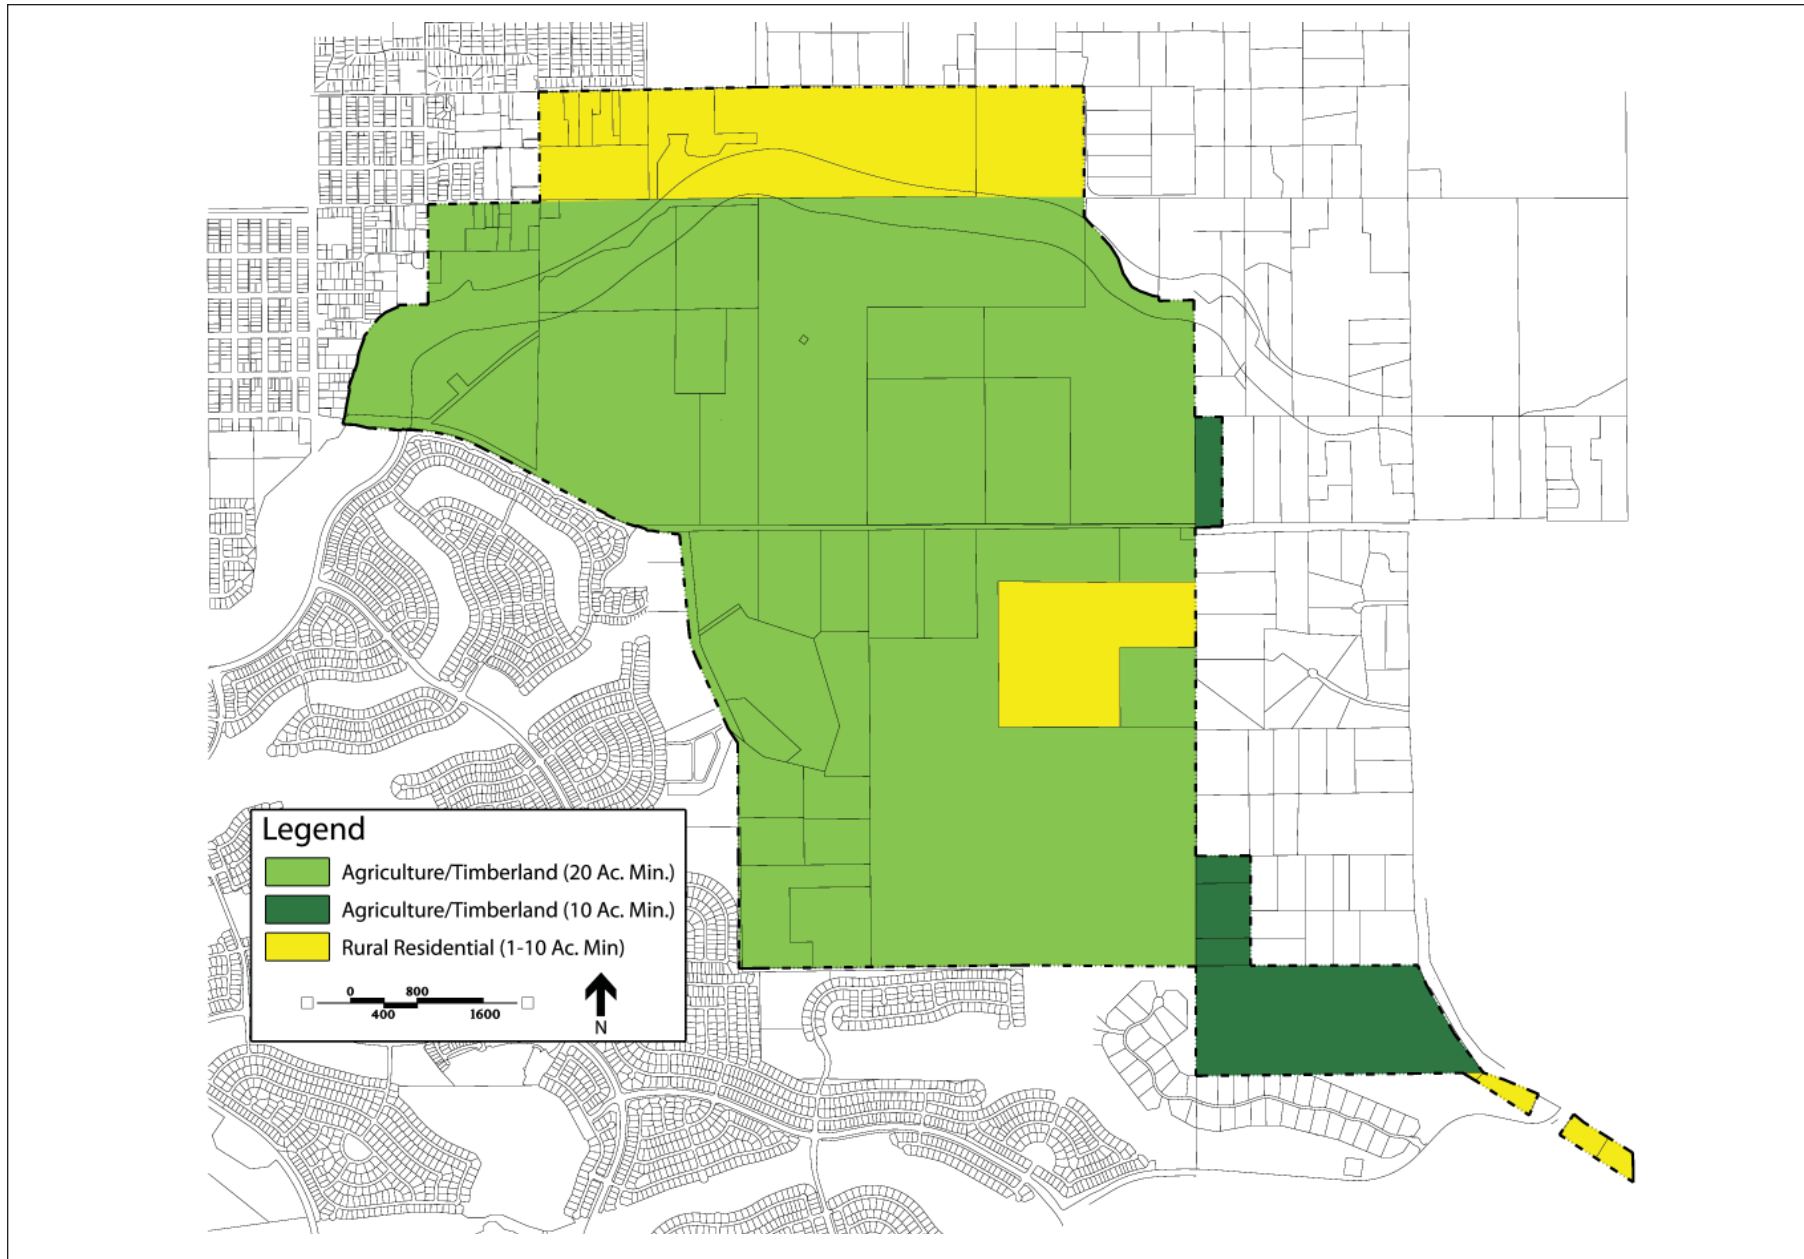 Legend
Agriculture/Timberland (20 Ac. Min.)
Agriculture/Timberland (10 Ac. Min.)
Rural Residential (1-10 Ac. Min)
0 800
400 1600
N